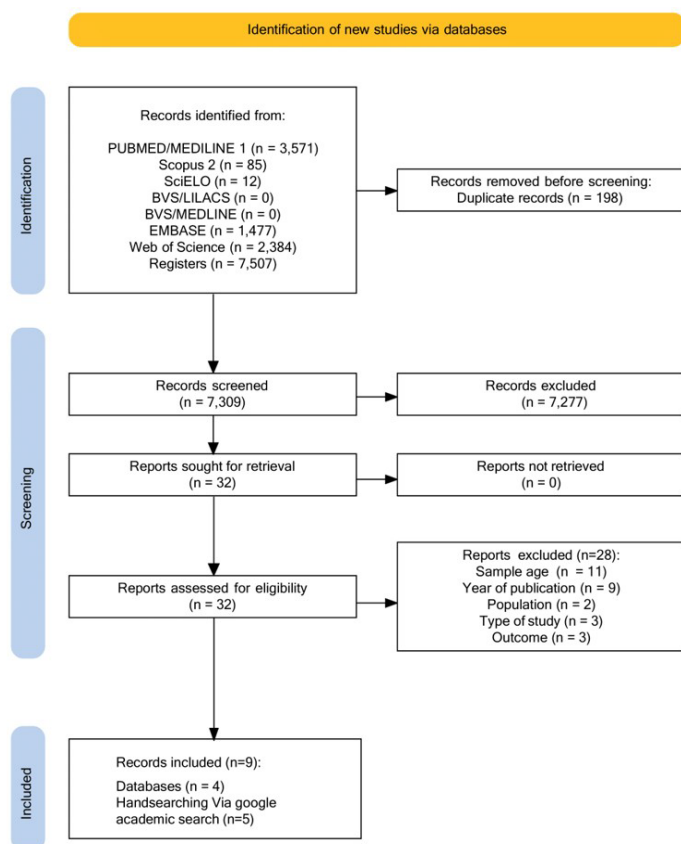 Identification of new studies via databases
Identification
Records identified from:
PUBMED/MEDILINE 1 (n = 3,571)
Scopus 2 (n = 85)
SciELO (n = 12)
BVS/LILACS (n = 0)
BVS/MEDLINE (n = 0)
EMBASE (n = 1,477)
Web of Science (n = 2,384)
Registers (n = 7,507)
Records removed before screening:
Duplicate records (n = 198)
Screening
Records screened
(n = 7,309)
Records excluded
(n = 7,277)
Reports sought for retrieval
(n = 32)
Reports not retrieved
(n = 0)
Reports assessed for eligibility
(n = 32)
Reports excluded (n=28):
Sample age (n = 11)
Year of publication (n = 9)
Population (n = 2)
Type of study (n = 3)
Outcome (n = 3)
Included
Records included (n=9):
Databases (n = 4)
Handsearching Via google
academic search (n=5)